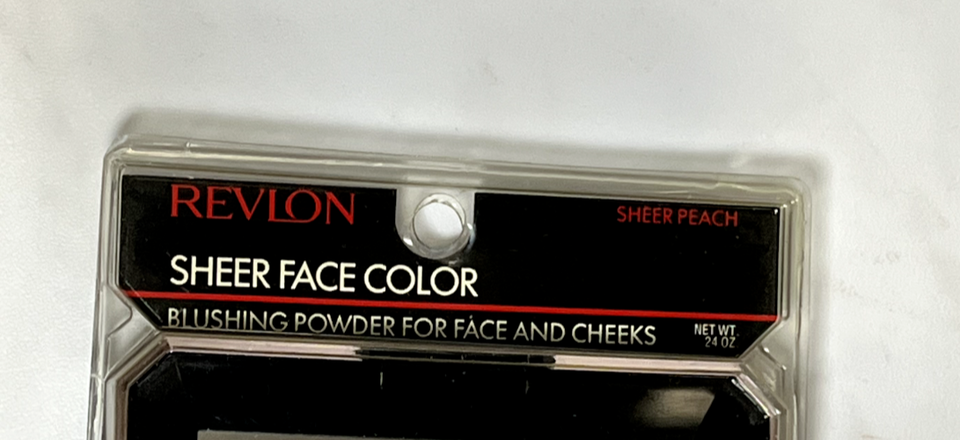 REVLON
SHEER PEACH
SHEER FACE COLOR
BLUSHING POWDER FOR FACE AND CHEEKS
NET WT.
24 OZ